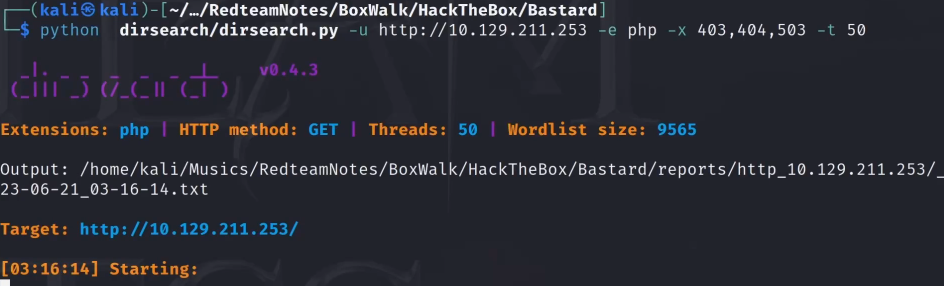 ┌──(kali㉿kali)-[~/…/RedteamNotes/BoxWalk/HackTheBox/Bastard]
└─$ python  dirsearch/dirsearch.py -u http://10.129.211.253 -e php -x 403,404,503 -t 50
v0.4.3
Extensions: php | HTTP method: GET | Threads: 50 | Wordlist size: 9565
Output: /home/kali/Musics/RedteamNotes/BoxWalk/HackTheBox/Bastard/reports/http_10.129.211.253/_
23-06-21_03-16-14.txt
Target: http://10.129.211.253/
[03:16:14] Starting: